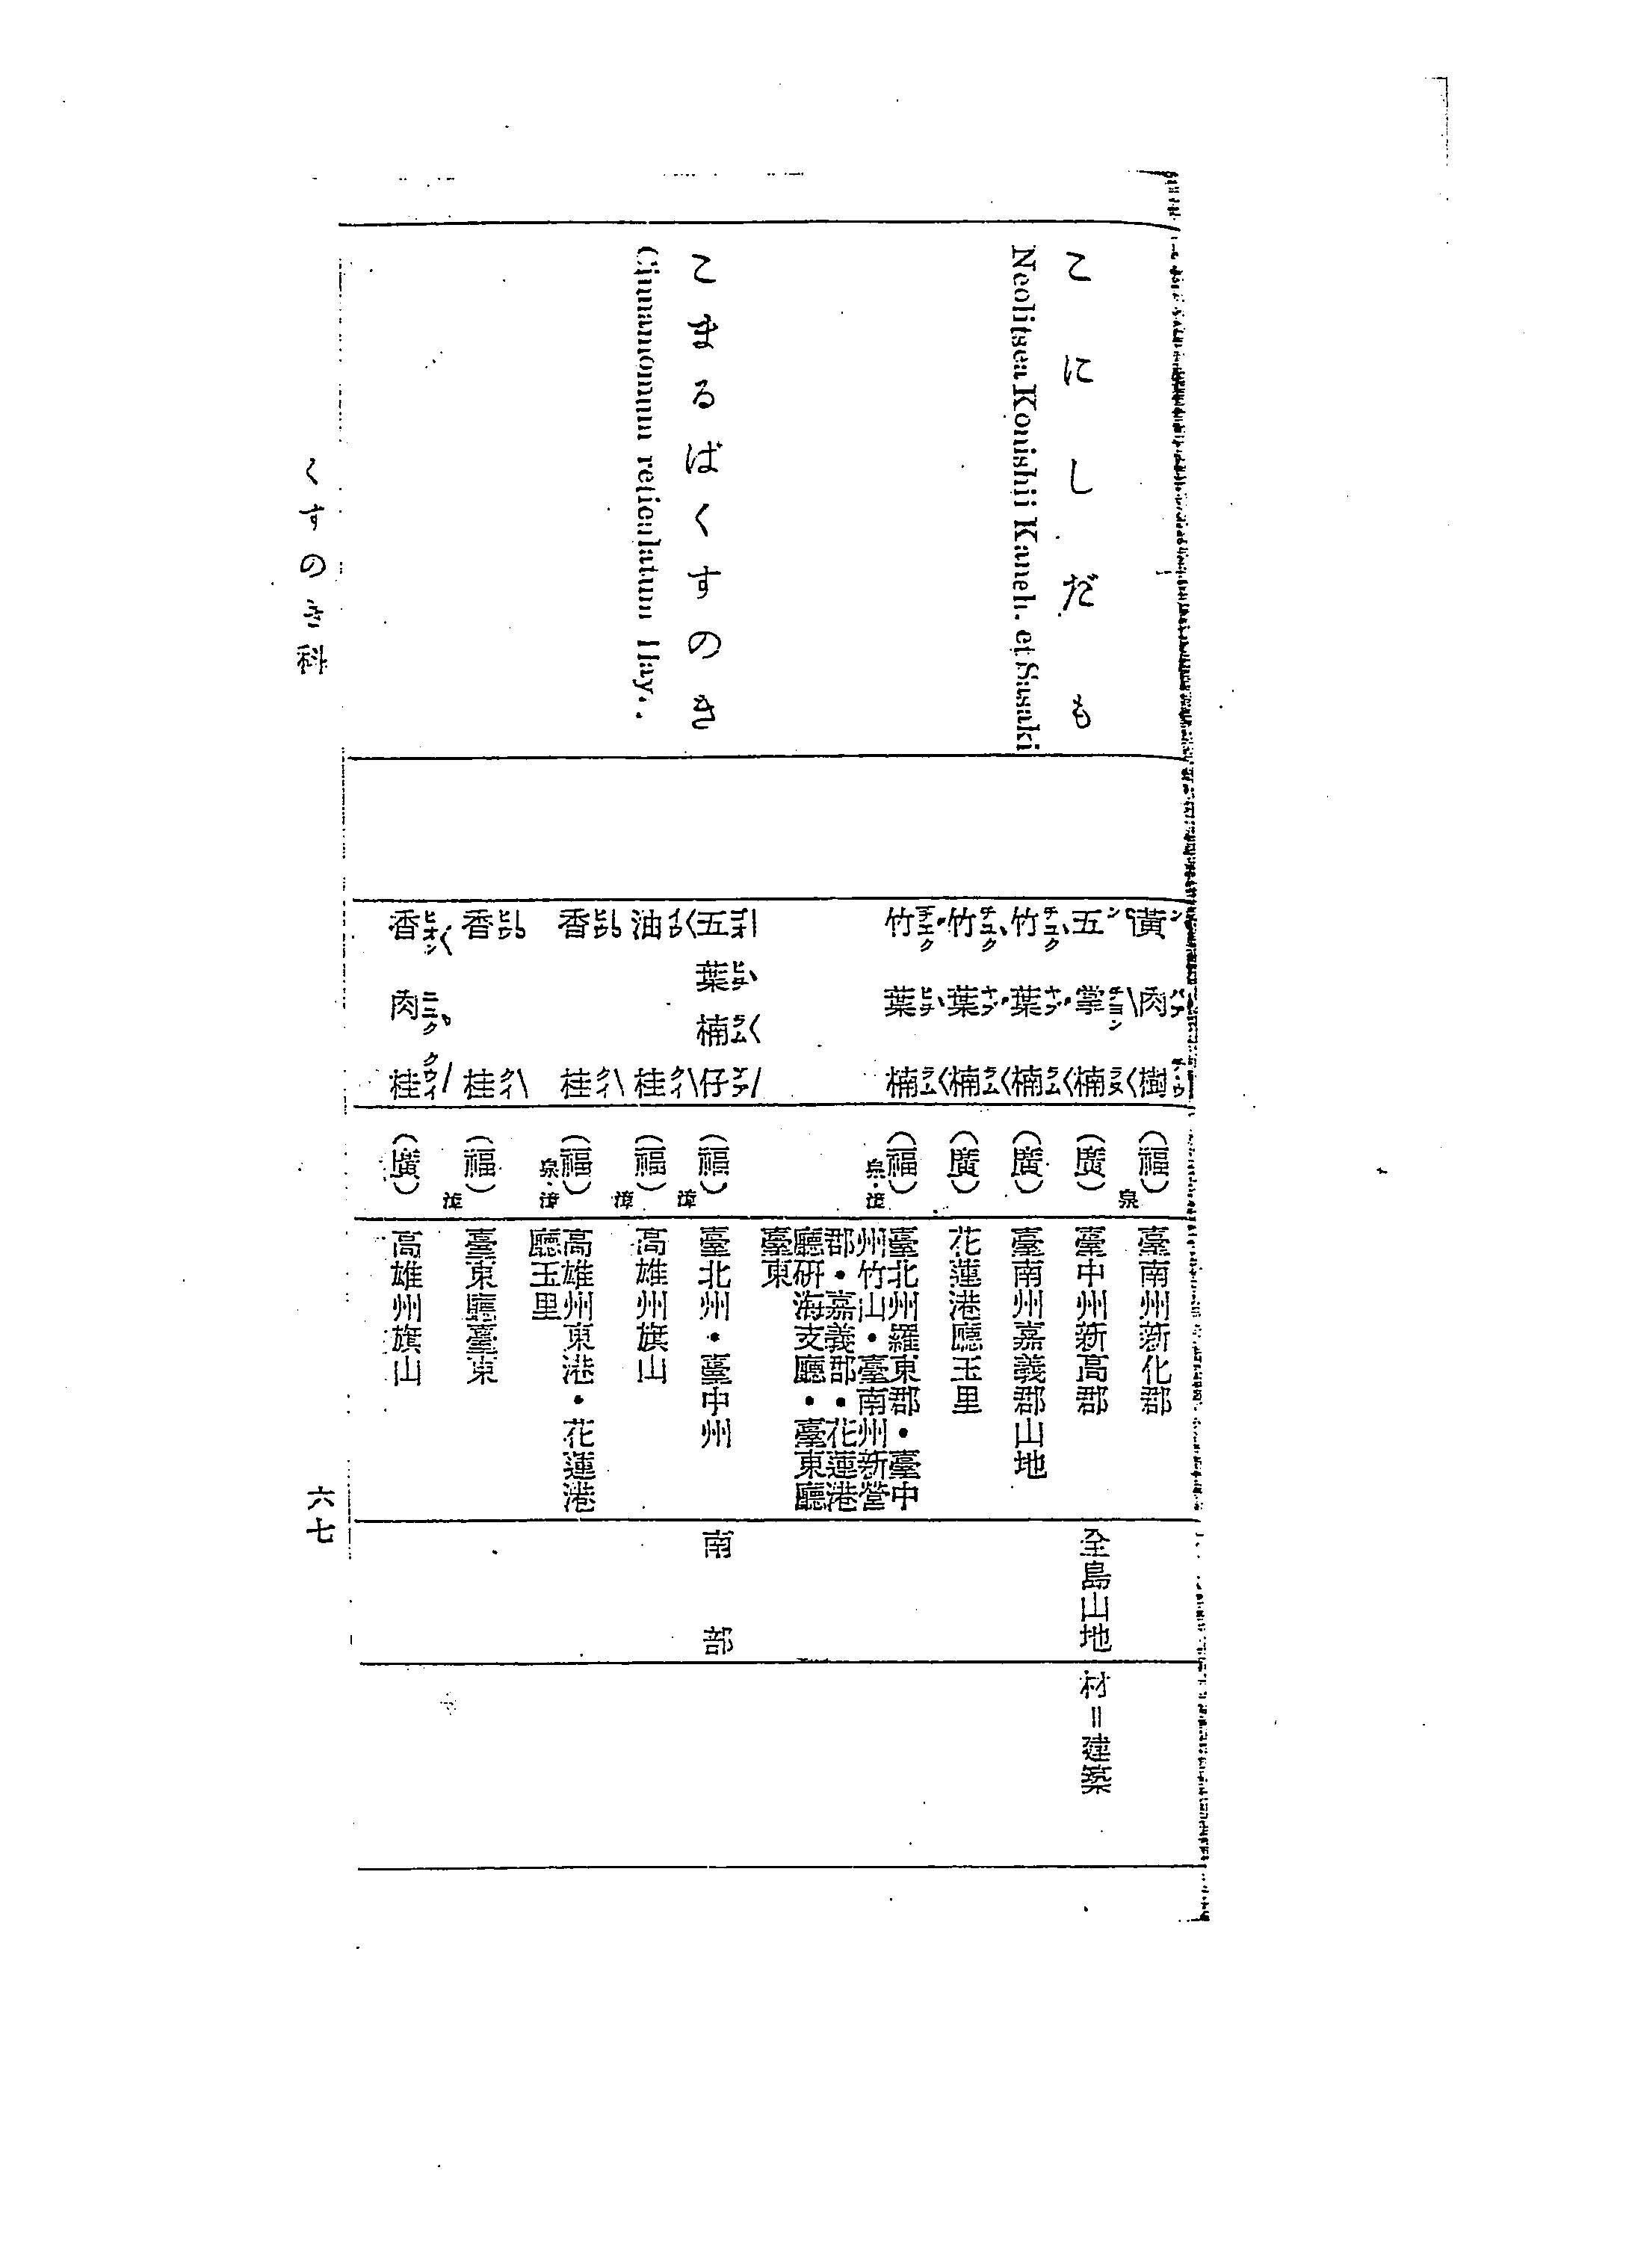 黃肉樹 (福)泉 臺南州新化郡
こにしだも
五掌楠 (廣) 臺中州新高郡 全島山地 材=建築
Neolitsea Konishii Kaneh. et Sasaki
竹葉楠 (廣) 臺南州嘉義郡山地
竹葉楠 (廣) 花蓮港廳玉里
竹葉楠 (福)泉・漳 臺北州羅東郡・臺中
州竹山・臺南州新營
郡・嘉義郡・花蓮港
廳研海支廳・臺東廳
臺東
こまるばくすのき
五葉楠仔 (福)漳 臺北州・臺中州 南部
Cinnamomum reticulatum Hay.
油桂 (福)漳 高雄州旗山
香桂 (福)泉・漳 高雄州東港・花蓮港
廳玉里
香桂 (福)漳 臺東廳臺東
香肉桂 (廣) 高雄州旗山
くすのき科 六七